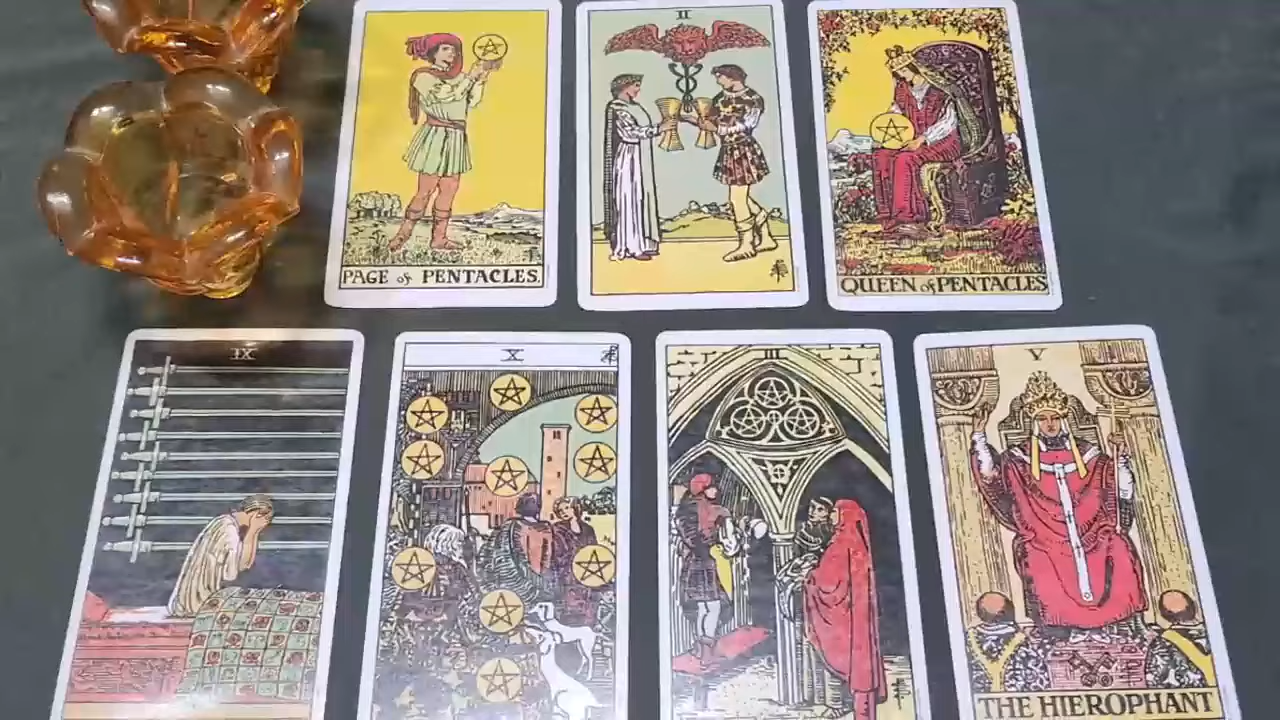 II
PAGE of PENTACLES.
QUEEN of PENTACLES
IX
X
III
V
THE HIEROPHANT